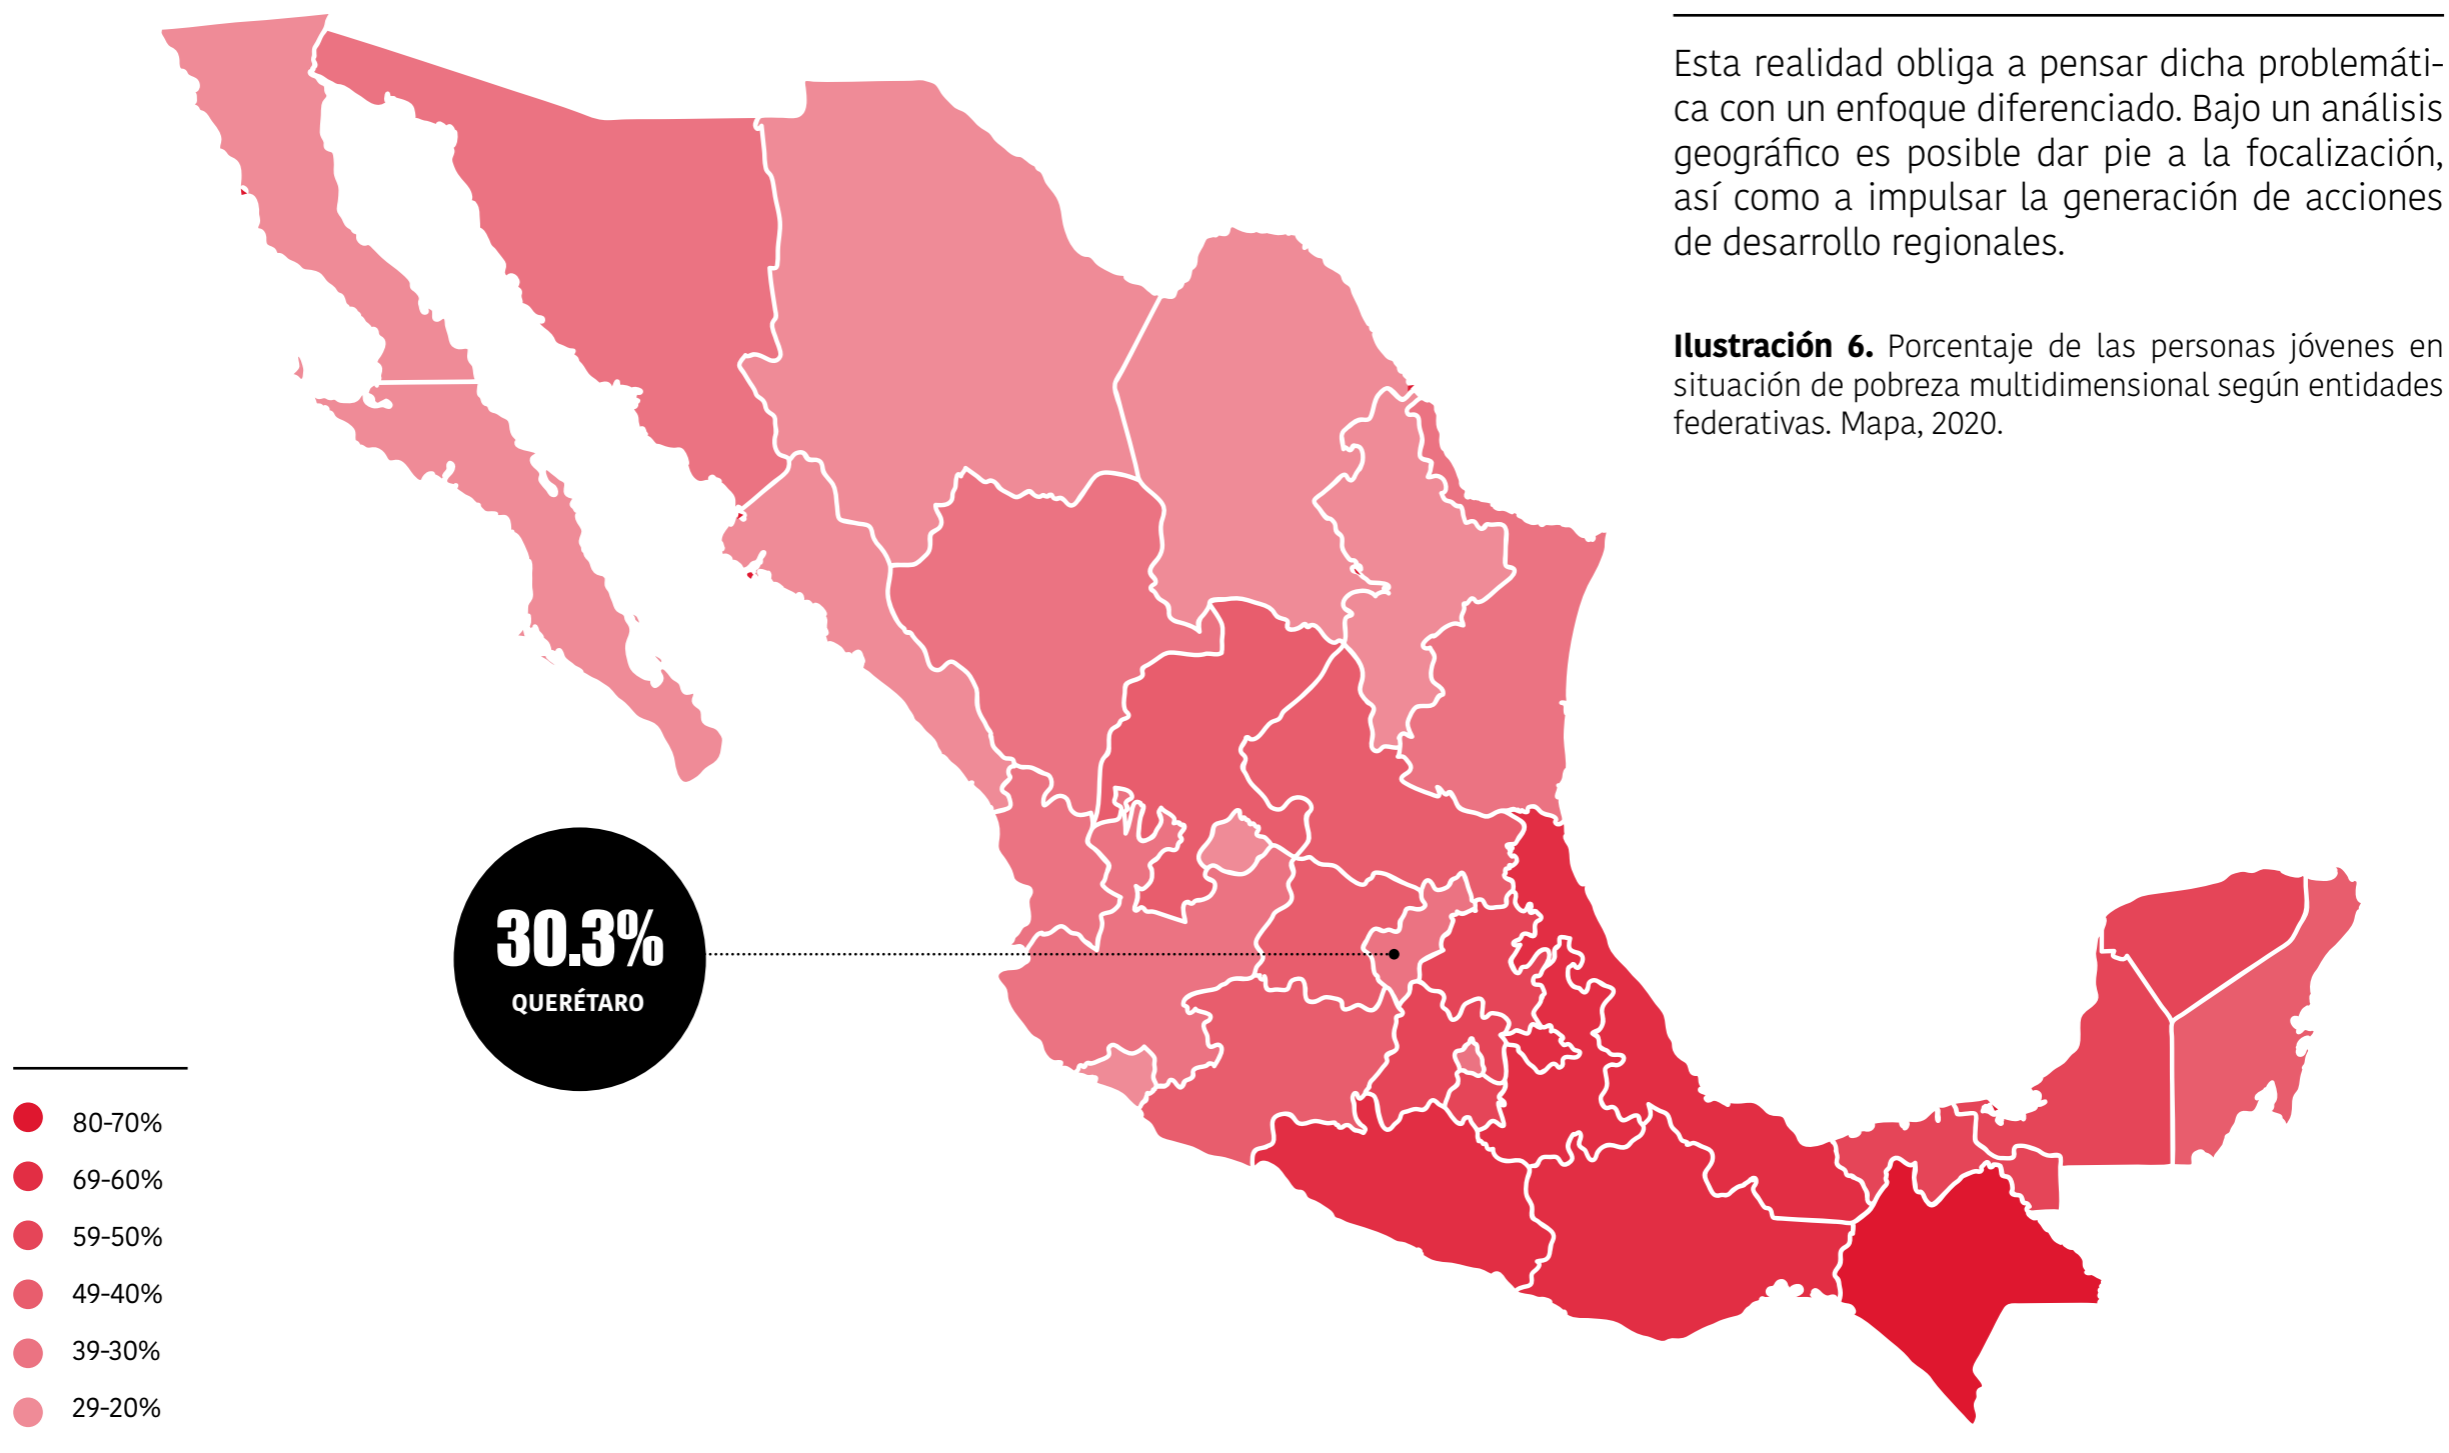 Esta realidad obliga a pensar dicha problemáti-
ca con un enfoque diferenciado. Bajo un análisis
geográfico es posible dar pie a la focalización,
así como a impulsar la generación de acciones
de desarrollo regionales.
Ilustración 6. Porcentaje de las personas jóvenes en
situación de pobreza multidimensional según entidades
federativas. Mapa, 2020.
30.3%
QUERÉTARO
80-70%
69-60%
59-50%
49-40%
39-30%
29-20%